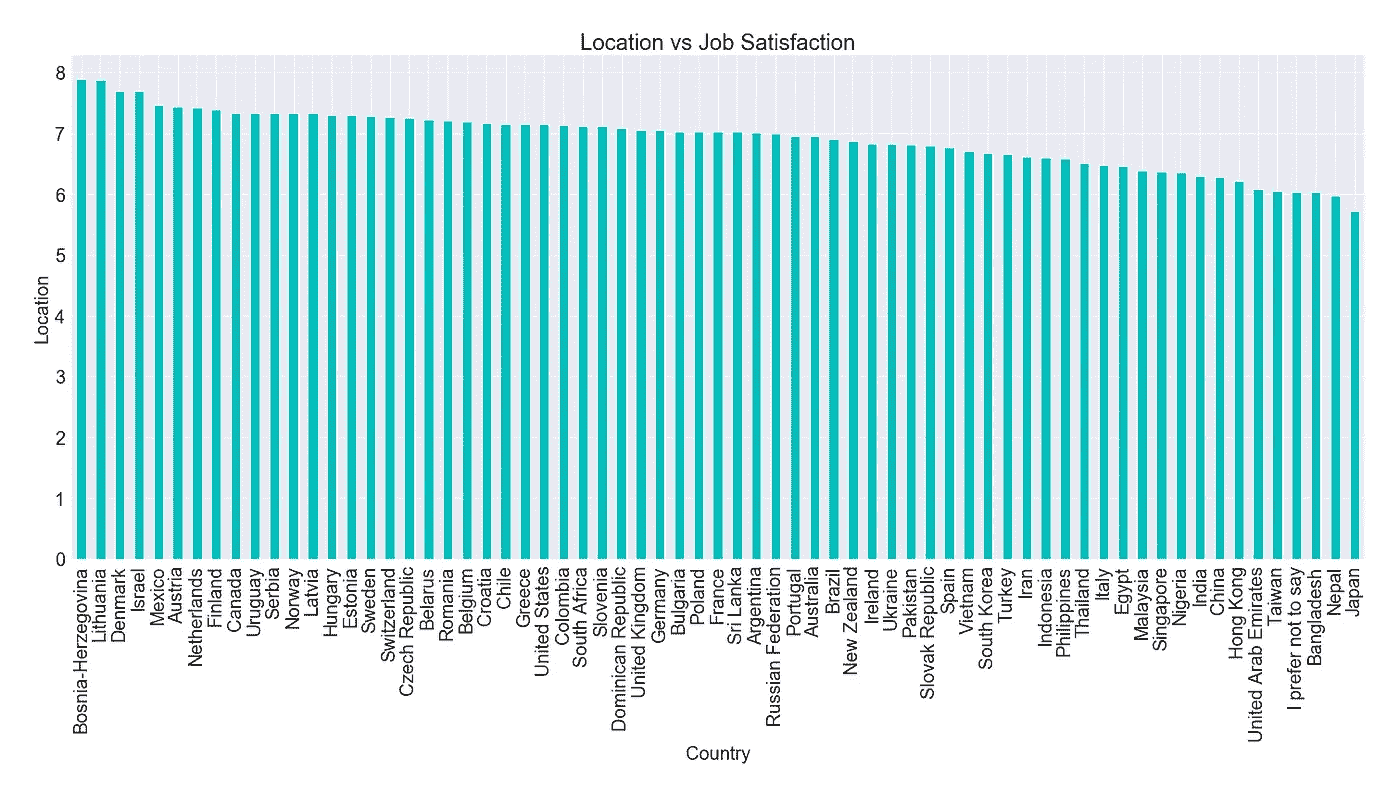 Location vs Job Satisfaction
8
7
6
5
4
3
2
1
0
Location
Bosnia-Herzegovina
Lithuania
Denmark
Israel
Mexico
Austria
Netherlands
Finland
Canada
Uruguay
Serbia
Norway
Latvia
Hungary
Estonia
Sweden
Switzerland
Czech Republic
Belarus
Romania
Belgium
Croatia
Chile
Greece
United States
Colombia
South Africa
Slovenia
Dominican Republic
United Kingdom
Germany
Bulgaria
Poland
France
Sri Lanka
Argentina
Russian Federation
Portugal
Australia
Brazil
New Zealand
Ireland
Ukraine
Pakistan
Slovak Republic
Spain
Vietnam
South Korea
Turkey
Iran
Indonesia
Philippines
Thailand
Italy
Egypt
Malaysia
Singapore
Nigeria
India
China
Hong Kong
United Arab Emirates
Taiwan
I prefer not to say
Bangladesh
Nepal
Japan
Country